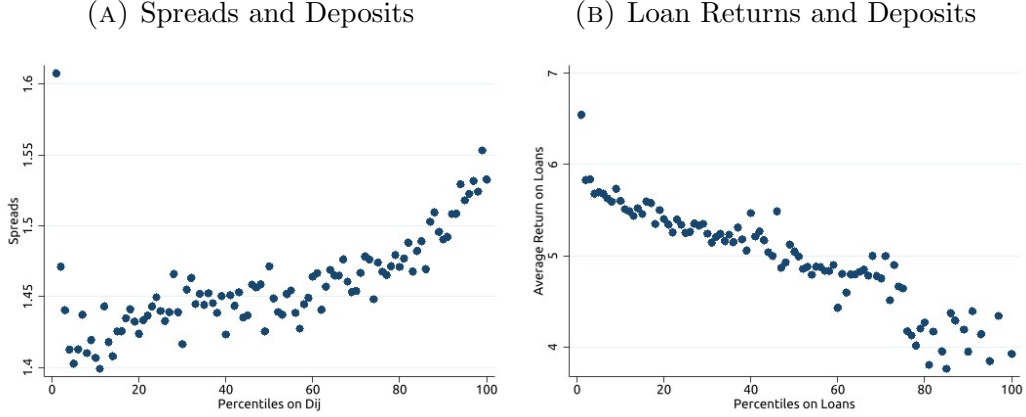 (A) Spreads and Deposits
1.6
1.55
1.5
1.45
1.4
Spreads
0 20 40 60 80 100
Percentiles on Dij
(B) Loan Returns and Deposits
7
6
5
4
Average Return on Loans
0 20 40 60 80 100
Percentiles on Loans